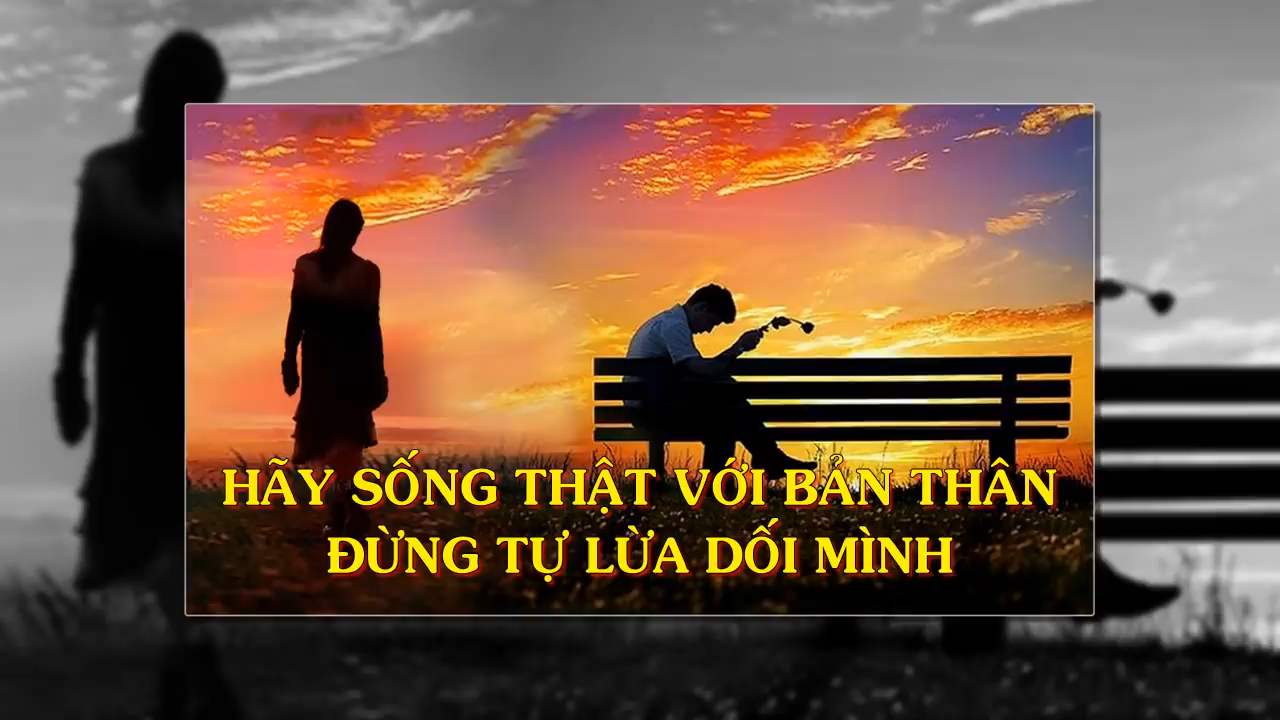 HÃY SỐNG THẬT VỚI BẢN THÂN
ĐỪNG TỰ LỪA DỐI MÌNH